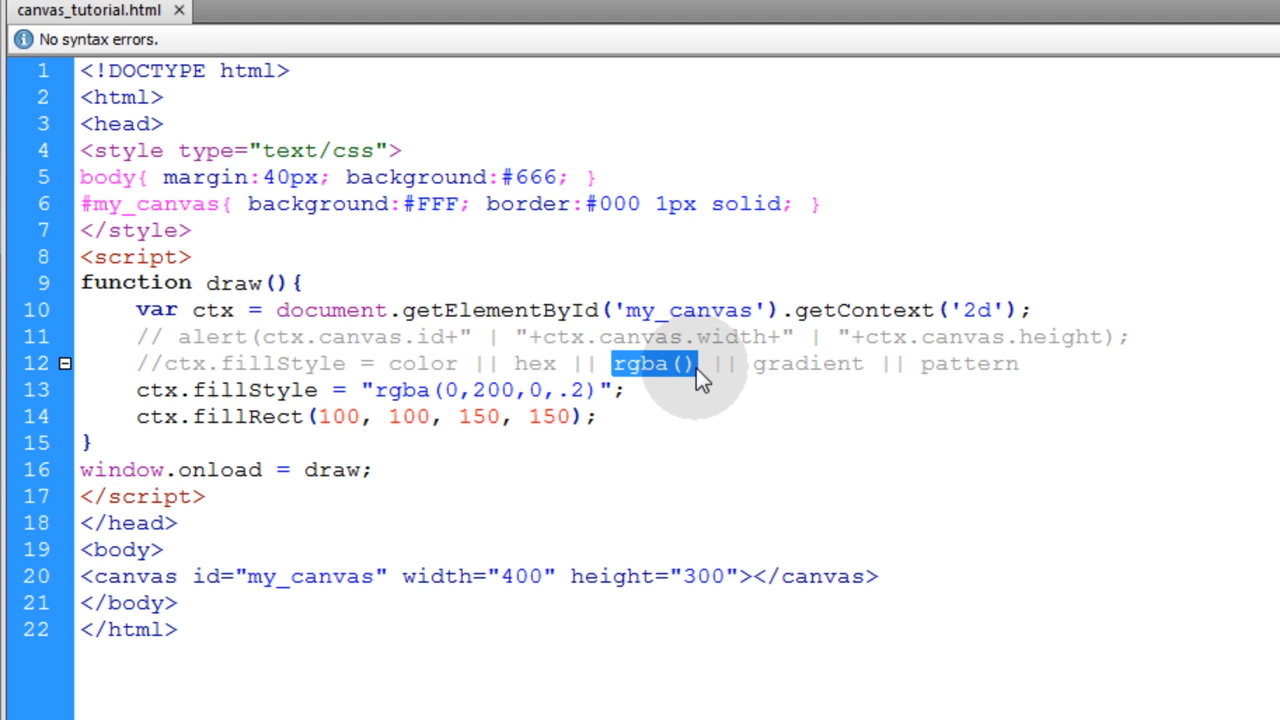 canvas_tutorial.html ×
No syntax errors.
1 <!DOCTYPE html>
2 <html>
3 <head>
4 <style type="text/css">
5 body{ margin:40px; background:#666; }
6 #my_canvas{ background:#FFF; border:#000 1px solid; }
7 </style>
8 <script>
9 function draw(){
10     var ctx = document.getElementById('my_canvas').getContext('2d');
11     // alert(ctx.canvas.id+" | "+ctx.canvas.width+" | "+ctx.canvas.height);
12     //ctx.fillStyle = color || hex || rgba() || gradient || pattern
13     ctx.fillStyle = "rgba(0,200,0,.2)";
14     ctx.fillRect(100, 100, 150, 150);
15 }
16 window.onload = draw;
17 </script>
18 </head>
19 <body>
20 <canvas id="my_canvas" width="400" height="300"></canvas>
21 </body>
22 </html>